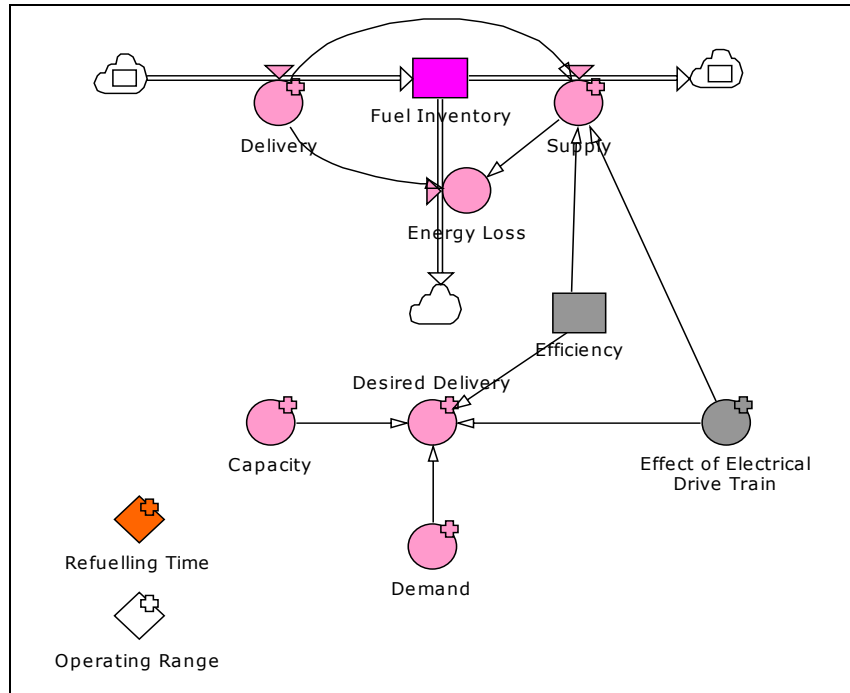 Fuel Inventory
Delivery
Supply
Energy Loss
Efficiency
Desired Delivery
Capacity
Effect of Electrical
Drive Train
Refuelling Time
Demand
Operating Range